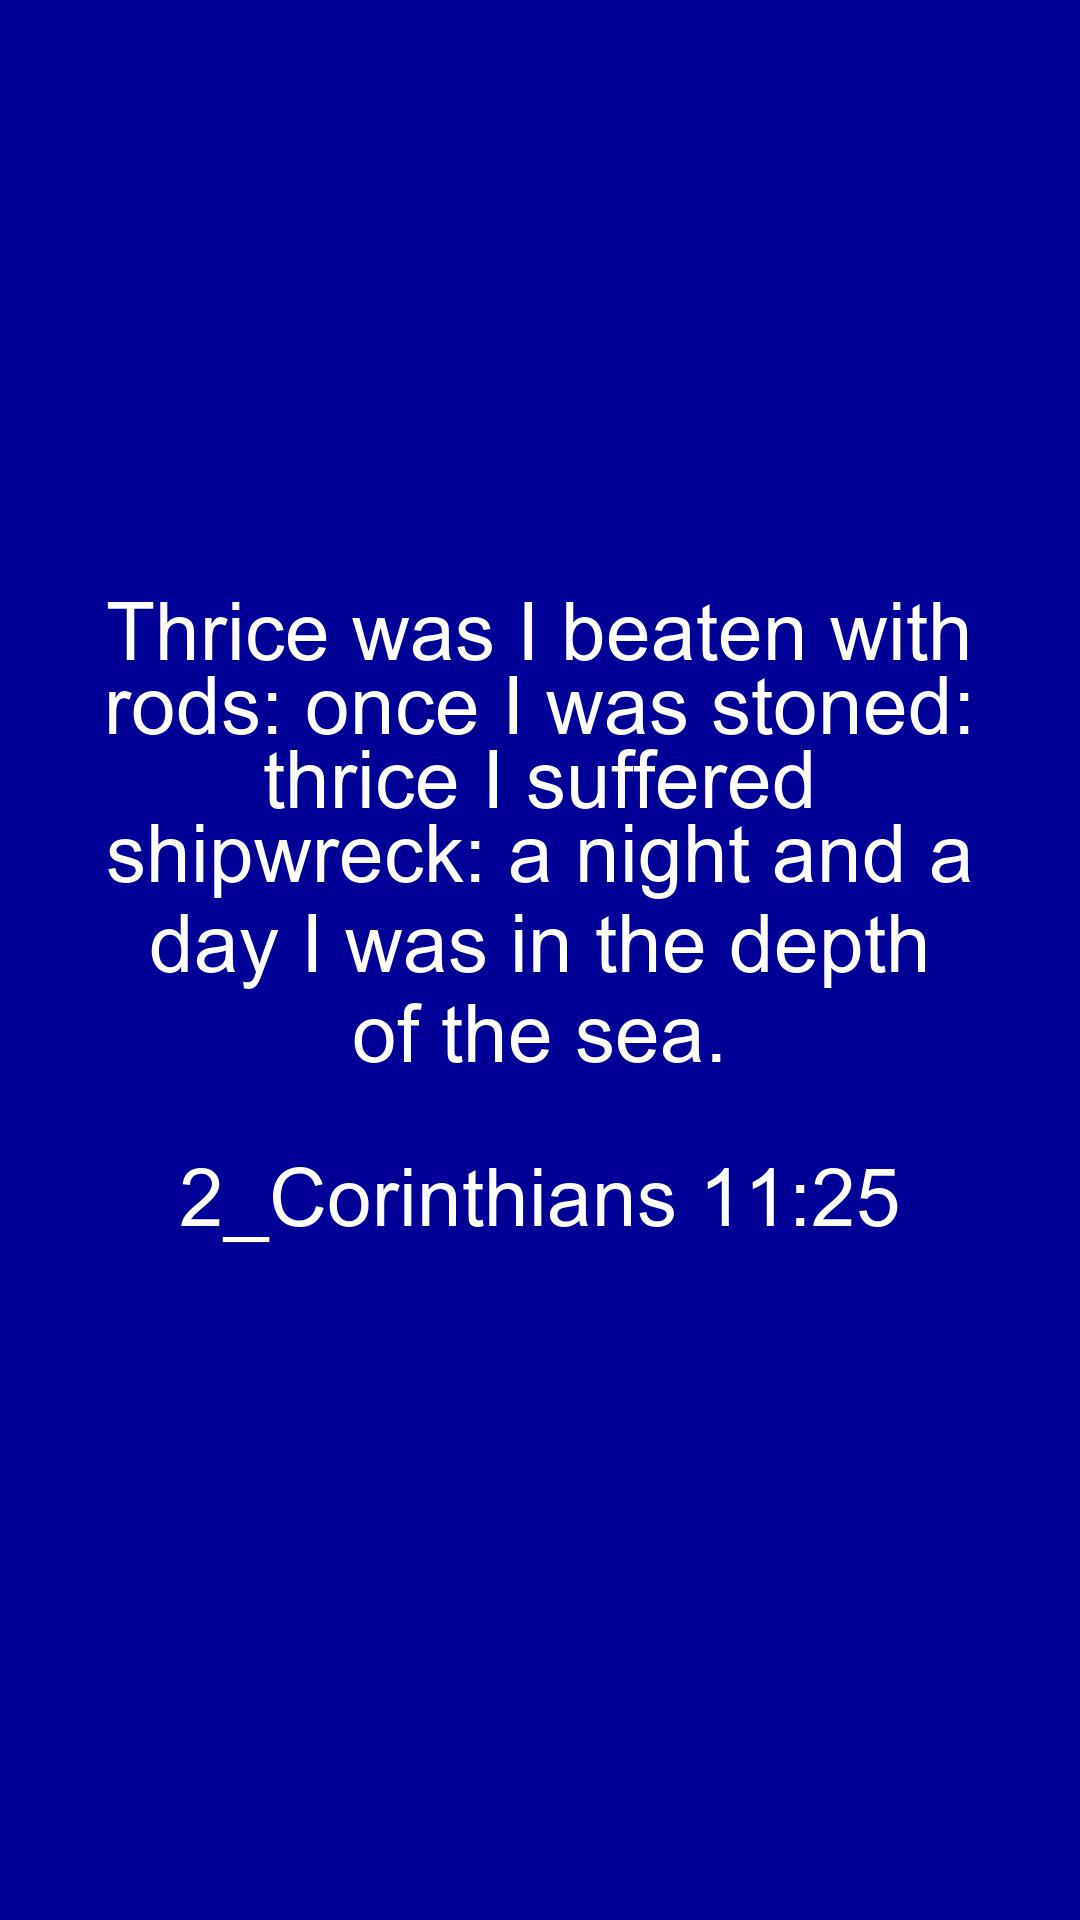 Thrice was I beaten with
rods: once I was stoned:
thrice I suffered
shipwreck: a night and a
day I was in the depth
of the sea.
2_Corinthians 11:25